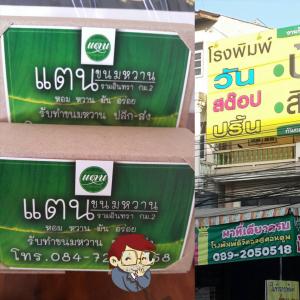 แตน
แตน
ขนมหวาน
รามอินทรา กม.2
หอม หวาน มัน อร่อย
รับทำขนมหวาน ปลีก-ส่ง
แตน
แตน
ขนมหวาน
รามอินทรา กม.2
หอม หวาน มัน อร่อย
รับทำขนมหวาน
โทร.084-72
58
โรงพิมพ์
วัน
สต๊อป
ปริ้น
089-2050518